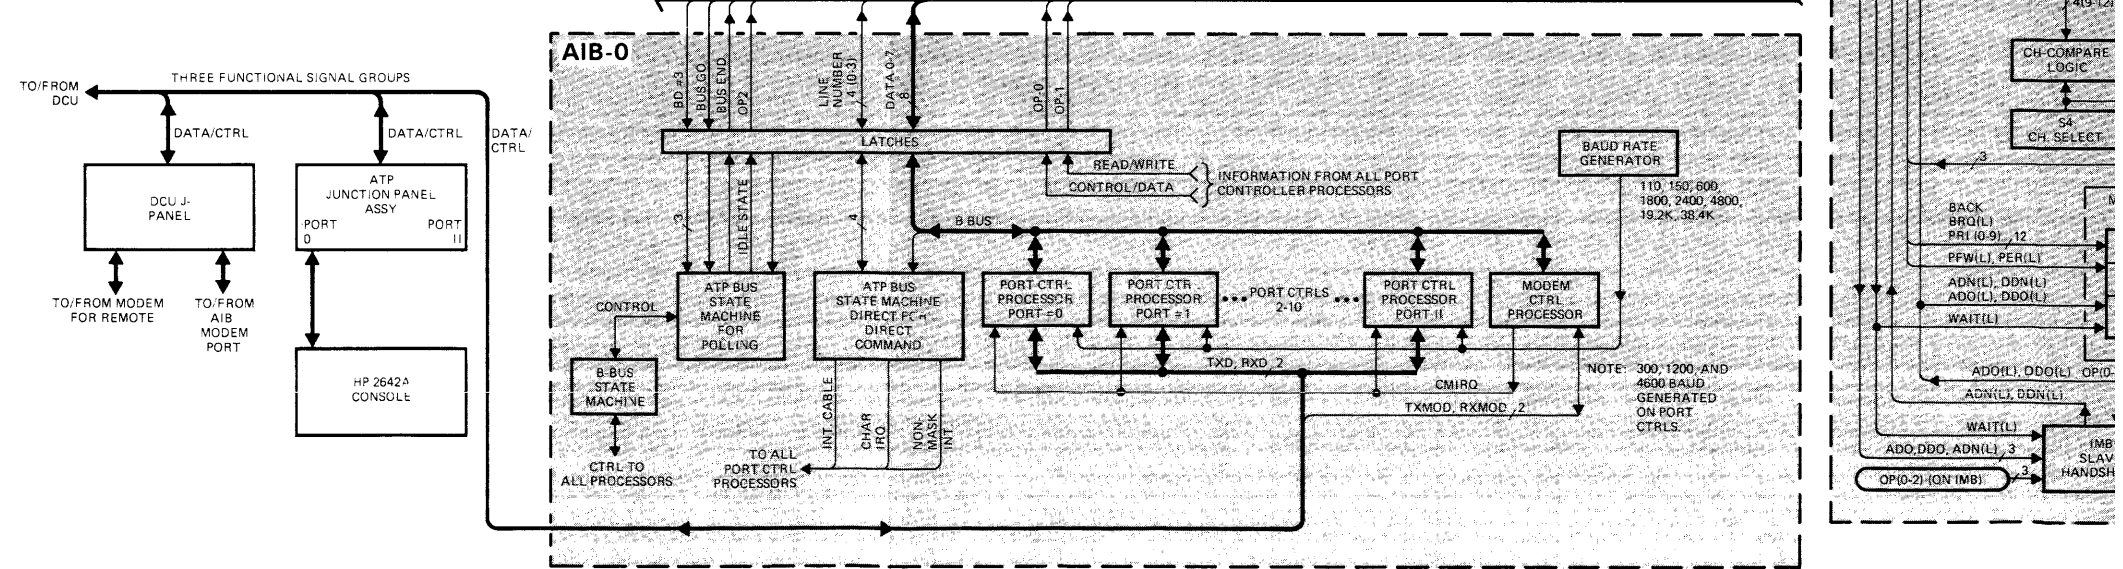 TO/FROM
DCU
THREE FUNCTIONAL SIGNAL GROUPS
DATA/CTRL
DATA/CTRL
DATA/
CTRL
DCU J-
PANEL
ATP
JUNCTION PANEL
ASSY
PORT
0
PORT
II
TO/FROM MODEM
FOR REMOTE
TO/FROM
AIB
MODEM
PORT
HP 2642A
CONSOLE
AIB-0
BD #3
BUS GO
BUS END
OP2
LINE
NUMBER
4 (0-3)
DATA 0-7
8
OP-0
OP-1
LATCHES
READ/WRITE
CONTROL/DATA
INFORMATION FROM ALL PORT
CONTROLLER PROCESSORS
BAUD RATE
GENERATOR
110, 150, 600,
1800, 2400, 4800,
19.2K, 38.4K
3
IDLE STATE
4
B BUS
CONTROL
ATP BUS
STATE
MACHINE
FOR
POLLING
ATP BUS
STATE MACHINE
DIRECT FOR
DIRECT
COMMAND
PORT CTRL
PROCESSOR
PORT #0
PORT CTR
PROCESSOR
PORT #1
PORT CTRLS
2-10
PORT CTRL
PROCESSOR
PORT II
MODEM
CTRL
PROCESSOR
B-BUS
STATE
MACHINE
CTRL TO
ALL PROCESSORS
INT. CABLE
CHAR
IRQ
NON.
MASK
INT.
TO ALL
PORT CTRL
PROCESSORS
TXD, RXD 2
CMIRQ
TXMOD, RXMOD 2
NOTE: 300, 1200, AND
4600 BAUD
GENERATED
ON PORT
CTRLS.
4(9-12)
CH COMPARE
LOGIC
S4
CH. SELECT
3
BACK
BRQ(L)
PRI (0-9) 12
PFW(L), PER(L)
ADN(L), DDN(L)
ADO(L), DDO(L)
WAIT(L)
M
ADO(L), DDO(L) OP(0-
ADN(L), DDN(L)
WAIT(L)
ADO, DDO, ADN(L) 3
OP(0-2) (ON IMB)
3
IMB
SLAV
HANDSH